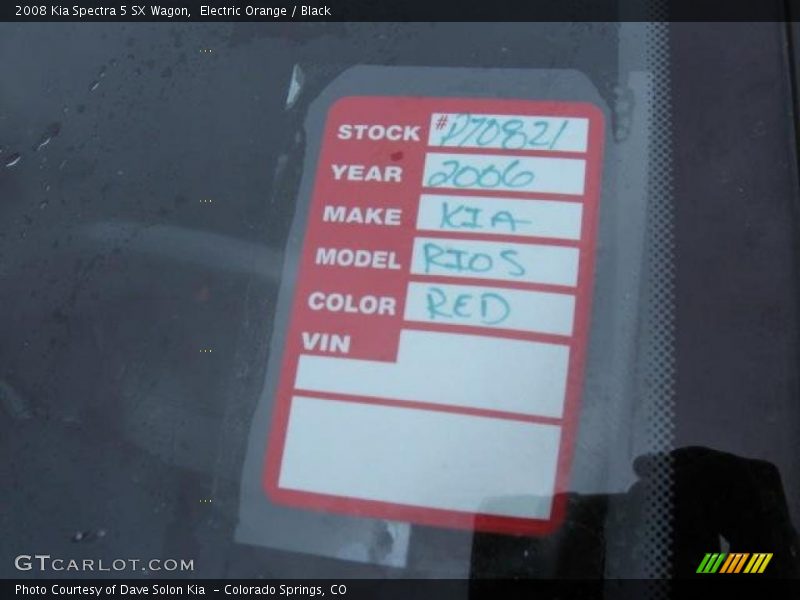 2008 Kia Spectra 5 SX Wagon, Electric Orange / Black
STOCK #P70821
YEAR 2006
MAKE KIA
MODEL RIO5
COLOR RED
VIN
GTCARLOT.COM
Photo Courtesy of Dave Solon Kia - Colorado Springs, CO